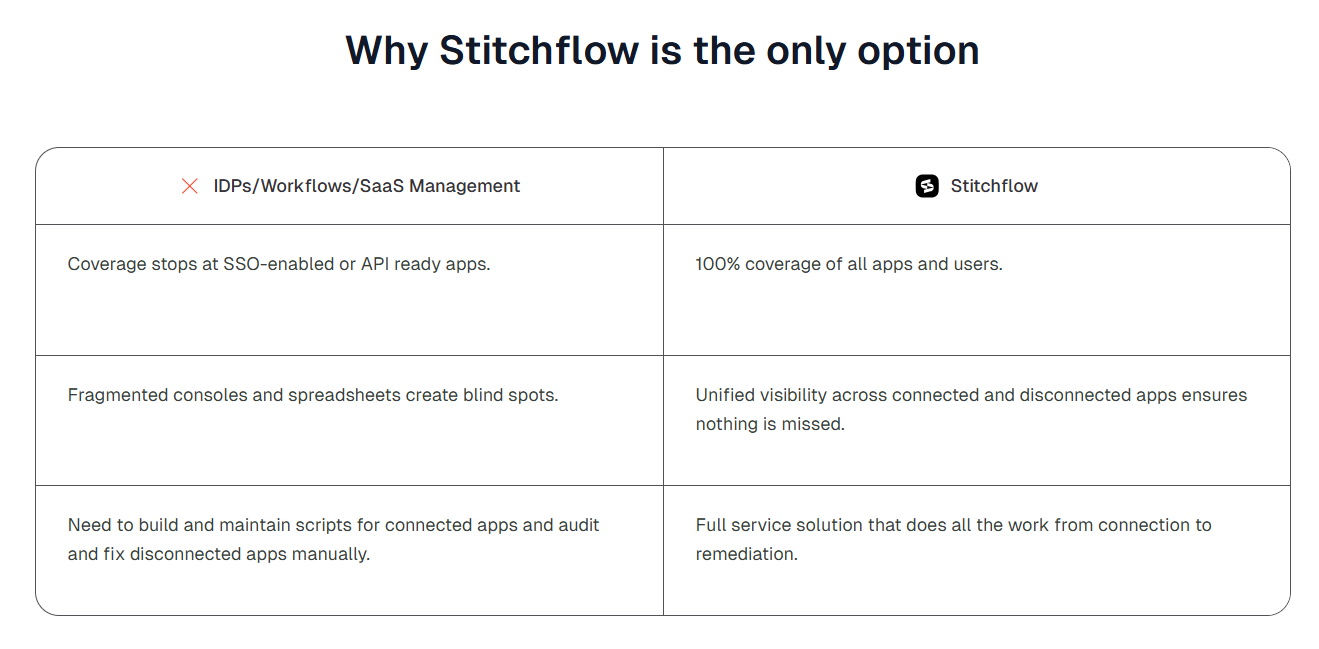 Why Stitchflow is the only option
IDPs/Workflows/SaaS Management
Stitchflow
Coverage stops at SSO-enabled or API ready apps.
100% coverage of all apps and users.
Fragmented consoles and spreadsheets create blind spots.
Unified visibility across connected and disconnected apps ensures
nothing is missed.
Need to build and maintain scripts for connected apps and audit
and fix disconnected apps manually.
Full service solution that does all the work from connection to
remediation.